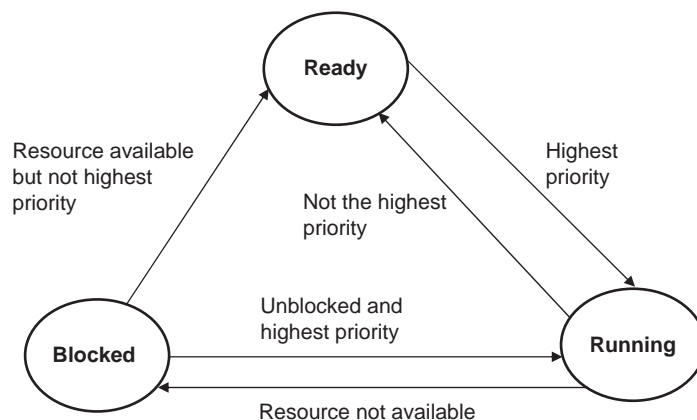 Ready
Resource available
but not highest
priority
Highest
priority
Not the highest
priority
Unblocked and
highest priority
Blocked
Running
Resource not available